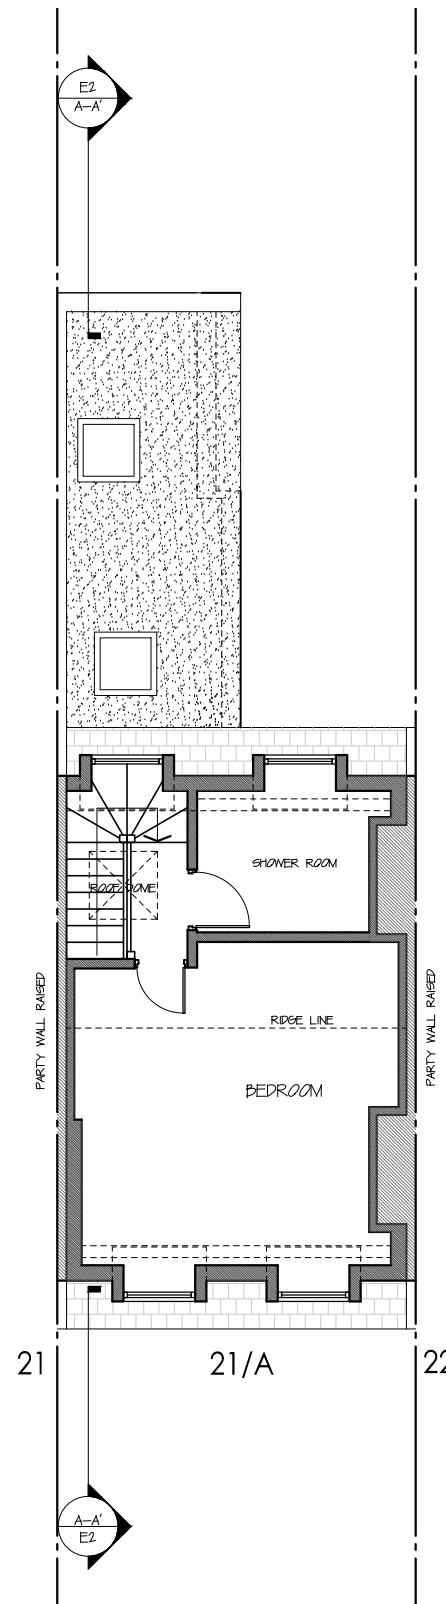 E2
A-A'
SHOWER ROOM
ROOF DOME
PARTY WALL RAISED
PARTY WALL RAISED
RIDGE LINE
BEDROOM
21
21/A
22
A-A'
E2